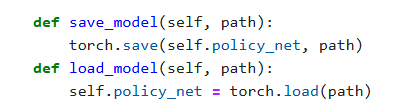 def save_model(self, path):
    torch.save(self.policy_net, path)
def load_model(self, path):
    self.policy_net = torch.load(path)